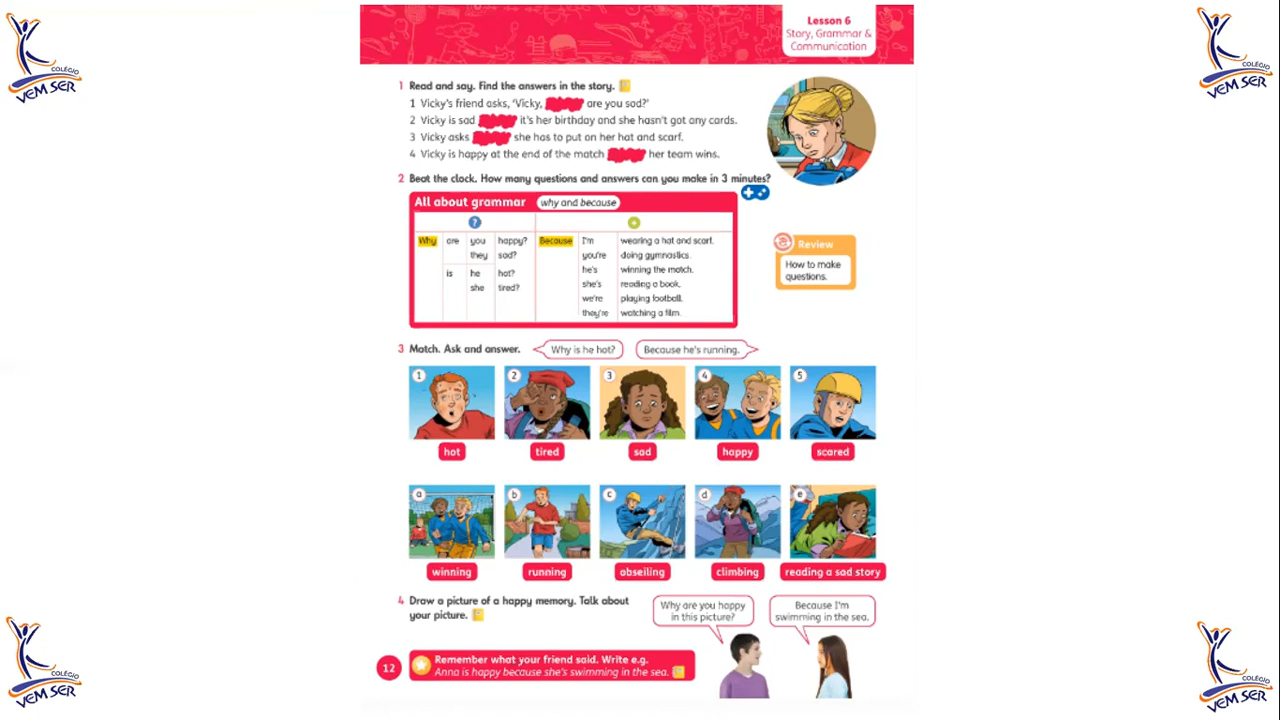 COLÉGIO
VEM SER
COLÉGIO
VEM SER
Lesson 6
Story, Grammar &
Communication
1 Read and say. Find the answers in the story.
1 Vicky's friend asks, 'Vicky, are you sad?'
2 Vicky is sad it's her birthday and she hasn't got any cards.
3 Vicky asks she has to put on her hat and scarf.
4 Vicky is happy at the end of the match her team wins.
2 Beat the clock. How many questions and answers can you make in 3 minutes?
All about grammar why and because
?
Why are you happy? Because I'm wearing a hat and scarf.
they sad? you're doing gymnastics.
is he hot? he's winning the match.
she tired? she's reading a book.
we're playing football.
they're watching a film.
Review
How to make
questions.
3 Match. Ask and answer. Why is he hot? Because he's running.
1 2 3 4 5
hot tired sad happy scared
a b c d e
winning running abseiling climbing reading a sad story
4 Draw a picture of a happy memory. Talk about
your picture.
Why are you happy
in this picture?
Because I'm
swimming in the sea.
12
Remember what your friend said. Write e.g.
Anna is happy because she's swimming in the sea.
COLÉGIO
VEM SER
COLÉGIO
VEM SER